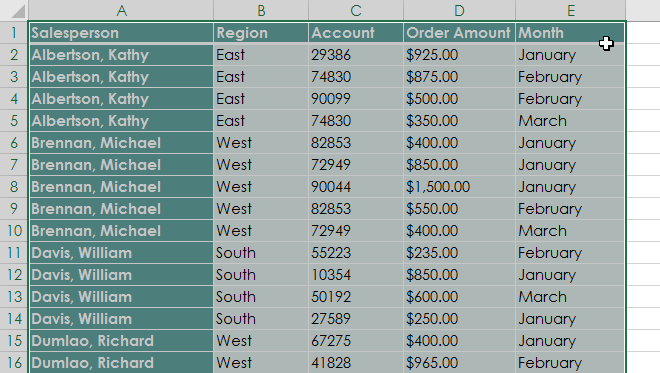 A B C D E
1 Salesperson Region Account Order Amount Month
2 Albertson, Kathy East 29386 $925.00 January
3 Albertson, Kathy East 74830 $875.00 February
4 Albertson, Kathy East 90099 $500.00 February
5 Albertson, Kathy East 74830 $350.00 March
6 Brennan, Michael West 82853 $400.00 January
7 Brennan, Michael West 72949 $850.00 January
8 Brennan, Michael West 90044 $1,500.00 January
9 Brennan, Michael West 82853 $550.00 February
10 Brennan, Michael West 72949 $400.00 March
11 Davis, William South 55223 $235.00 February
12 Davis, William South 10354 $850.00 January
13 Davis, William South 50192 $600.00 March
14 Davis, William South 27589 $250.00 January
15 Dumlao, Richard West 67275 $400.00 January
16 Dumlao, Richard West 41828 $965.00 February